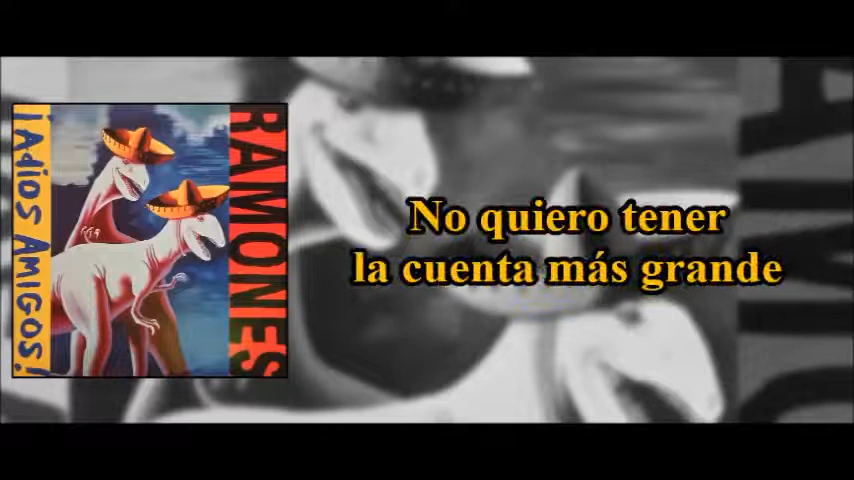 ¡ADIOS AMIGOS!
RAMONES
No quiero tener
la cuenta más grande